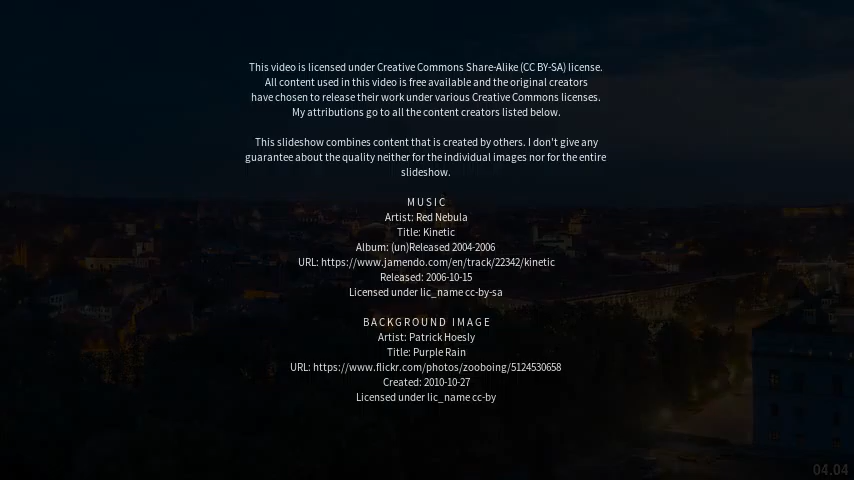 This video is licensed under Creative Commons Share-Alike (CC BY-SA) license.
All content used in this video is free available and the original creators
have chosen to release their work under various Creative Commons licenses.
My attributions go to all the content creators listed below.
This slideshow combines content that is created by others. I don't give any
guarantee about the quality neither for the individual images nor for the entire
slideshow.
MUSIC
Artist: Red Nebula
Title: Kinetic
Album: (un)Released 2004-2006
URL: https://www.jamendo.com/en/track/22342/kinetic
Released: 2006-10-15
Licensed under lic_name cc-by-sa
BACKGROUND IMAGE
Artist: Patrick Hoesly
Title: Purple Rain
URL: https://www.flickr.com/photos/zooboing/5124530658
Created: 2010-10-27
Licensed under lic_name cc-by
04.04